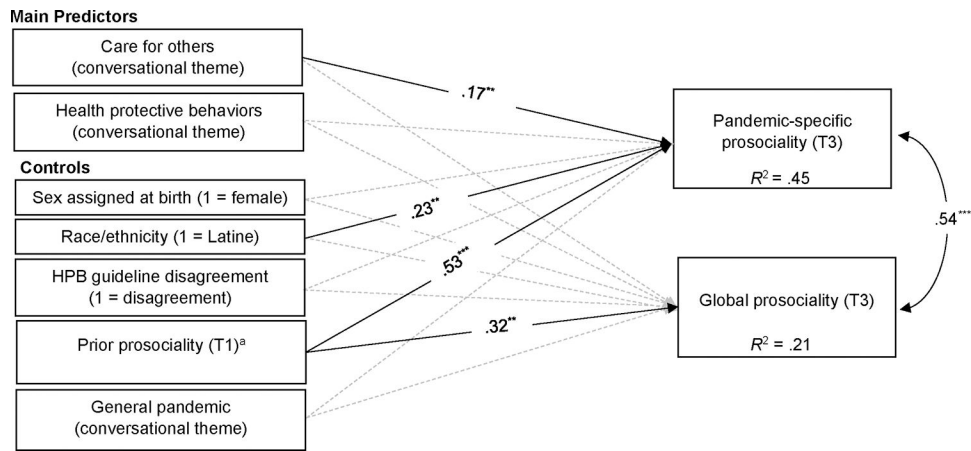 Main Predictors
Care for others
(conversational theme)
Health protective behaviors
(conversational theme)
Controls
Sex assigned at birth (1 = female)
Race/ethnicity (1 = Latine)
HPB guideline disagreement
(1 = disagreement)
Prior prosociality (T1)ᵃ
General pandemic
(conversational theme)
.17**
.23**
.53***
.32**
Pandemic-specific
prosociality (T3)
R² = .45
Global prosociality (T3)
R² = .21
.54***